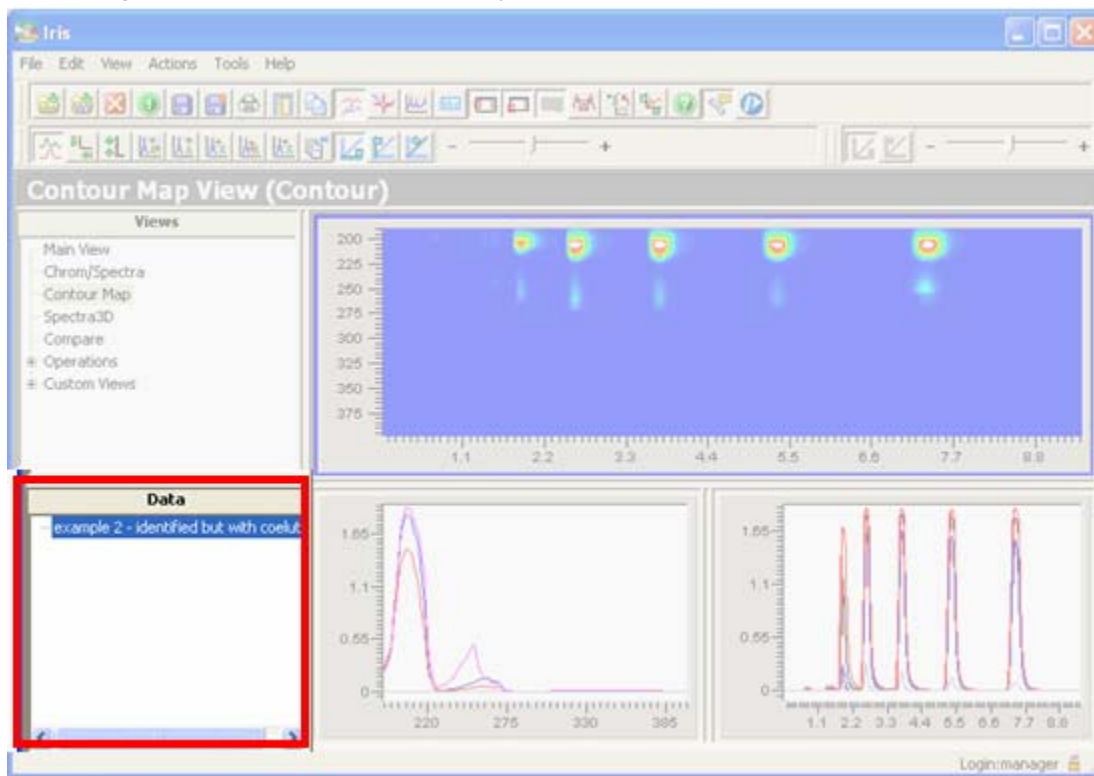 Iris
File Edit View Actions Tools Help
- +
- +
Contour Map View (Contour)
Views
Main View
Chrom/Spectra
Contour Map
Spectra3D
Compare
Operations
Custom Views
200
225
250
275
300
325
350
375
1.1 2.2 3.3 4.4 5.5 6.6 7.7 8.8
Data
example 2 - identified but with coelut
1.65
1.1
0.55
0
220 275 330 385
1.65
1.1
0.55
0
1.1 2.2 3.3 4.4 5.5 6.6 7.7 8.8
Login:manager